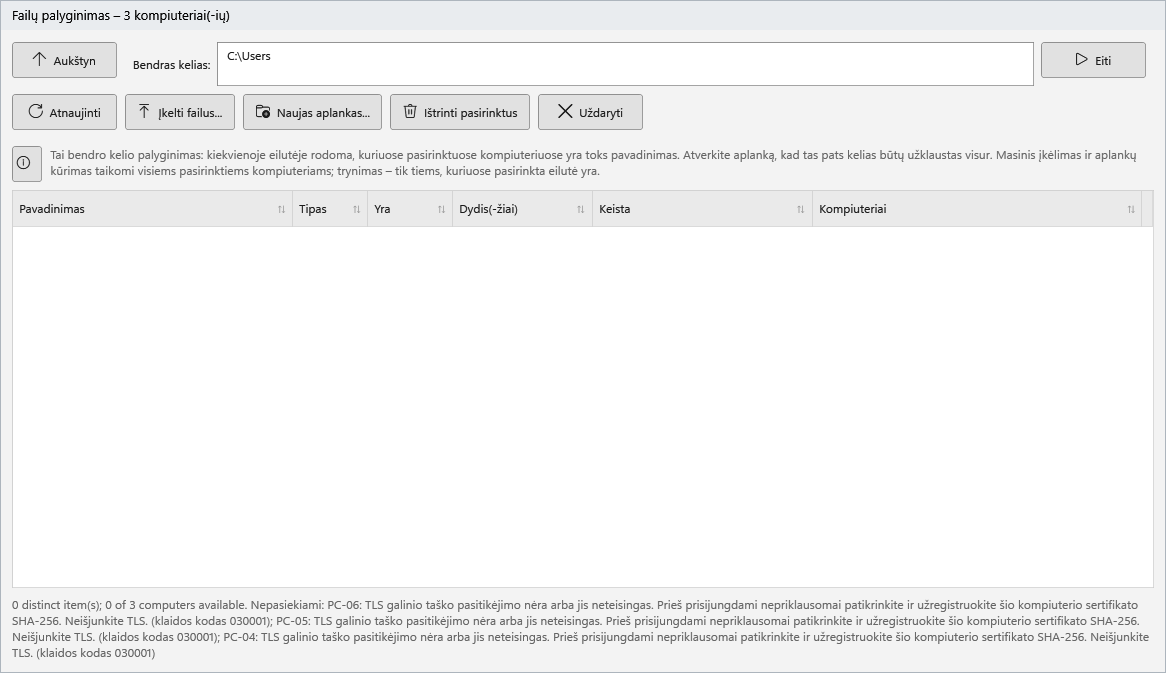 Failų palyginimas – 3 kompiuteriai(-ių)
Aukštyn
Bendras kelias:
C:\Users
Eiti
Atnaujinti
Įkelti failus...
Naujas aplankas...
Ištrinti pasirinktus
Uždaryti
Tai bendro kelio palyginimas: kiekvienoje eilutėje rodoma, kuriuose pasirinktuose kompiuteriuose yra toks pavadinimas. Atverkite aplanką, kad tas pats kelias būtų užklaustas visur. Masinis įkėlimas ir aplankų
kūrimas taikomi visiems pasirinktiems kompiuteriams; trynimas – tik tiems, kuriuose pasirinkta eilutė yra.
Pavadinimas
Tipas
Yra
Dydis(-žiai)
Keista
Kompiuteriai
0 distinct item(s); 0 of 3 computers available. Nepasiekiami: PC-06: TLS galinio taško pasitikėjimo nėra arba jis neteisingas. Prieš prisijungdami nepriklausomai patikrinkite ir užregistruokite šio kompiuterio sertifikato
SHA-256. Neišjunkite TLS. (klaidos kodas 030001); PC-05: TLS galinio taško pasitikėjimo nėra arba jis neteisingas. Prieš prisijungdami nepriklausomai patikrinkite ir užregistruokite šio kompiuterio sertifikato SHA-256.
Neišjunkite TLS. (klaidos kodas 030001); PC-04: TLS galinio taško pasitikėjimo nėra arba jis neteisingas. Prieš prisijungdami nepriklausomai patikrinkite ir užregistruokite šio kompiuterio sertifikato SHA-256. Neišjunkite
TLS. (klaidos kodas 030001)